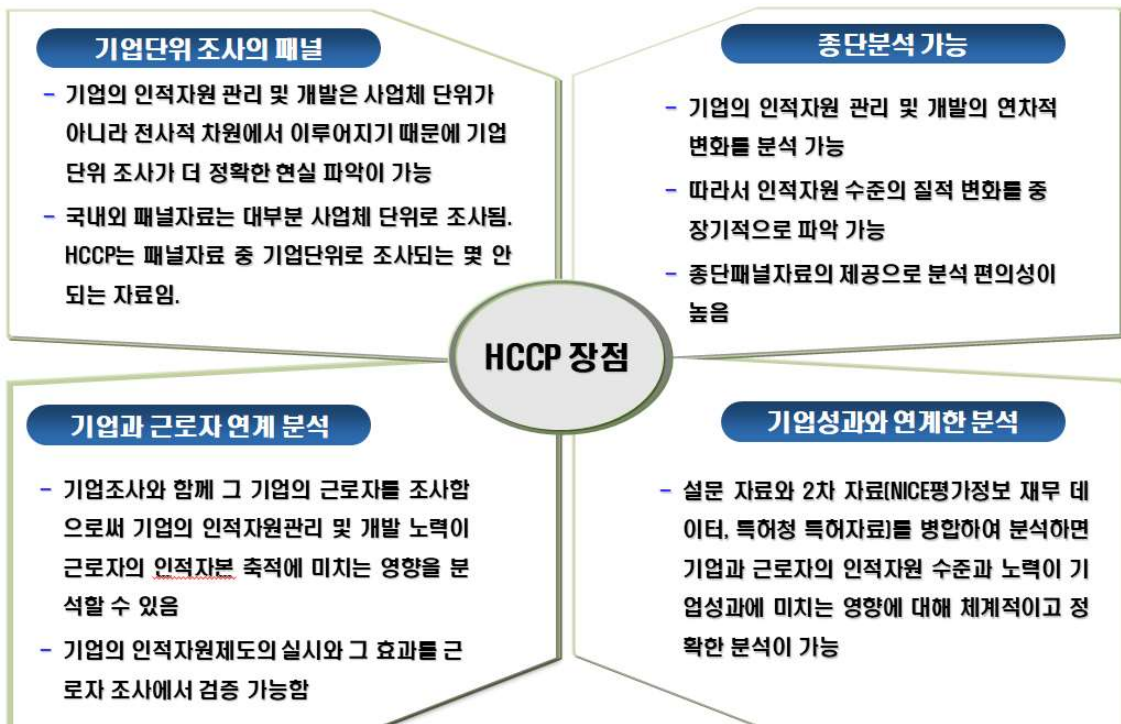 기업단위 조사의 패널
- 기업의 인적자원 관리 및 개발은 사업체 단위가
아니라 전사적 차원에서 이루어지기 때문에 기업
단위 조사가 더 정확한 현실 파악이 가능
- 국내외 패널자료는 대부분 사업체 단위로 조사됨.
HCCP는 패널자료 중 기업단위로 조사되는 몇 안
되는 자료임.
종단분석 가능
- 기업의 인적자원 관리 및 개발의 연차적
변화를 분석 가능
- 따라서 인적자원 수준의 질적 변화를 중
장기적으로 파악 가능
- 종단패널자료의 제공으로 분석 편의성이
높음
HCCP 장점
기업과 근로자 연계 분석
- 기업조사와 함께 그 기업의 근로자를 조사함
으로써 기업의 인적자원관리 및 개발 노력이
근로자의 인적자본 축적에 미치는 영향을 분
석할 수 있음
- 기업의 인적자원제도의 실시와 그 효과를 근
로자 조사에서 검증 가능함
기업성과와 연계한 분석
- 설문 자료와 2차 자료(NICE평가정보 재무 데
이터, 특허청 특허자료)를 병합하여 분석하면
기업과 근로자의 인적자원 수준과 노력이 기
업성과에 미치는 영향에 대해 체계적이고 정
확한 분석이 가능